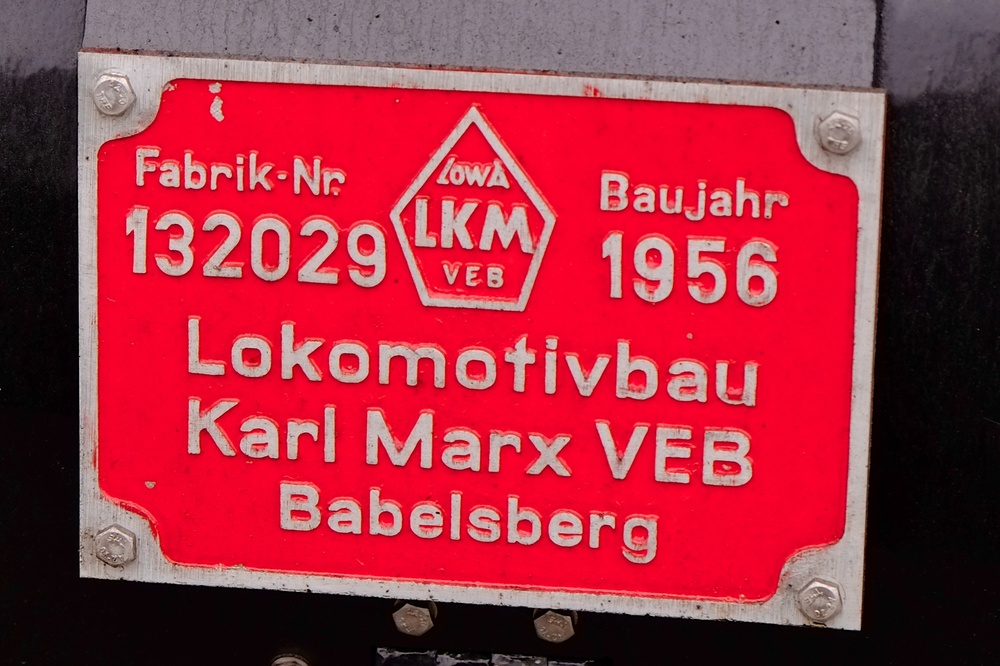 Fabrik-Nr
132029
LOWA
LKM
VEB
Baujahr
1956
Lokomotivbau
Karl Marx VEB
Babelsberg